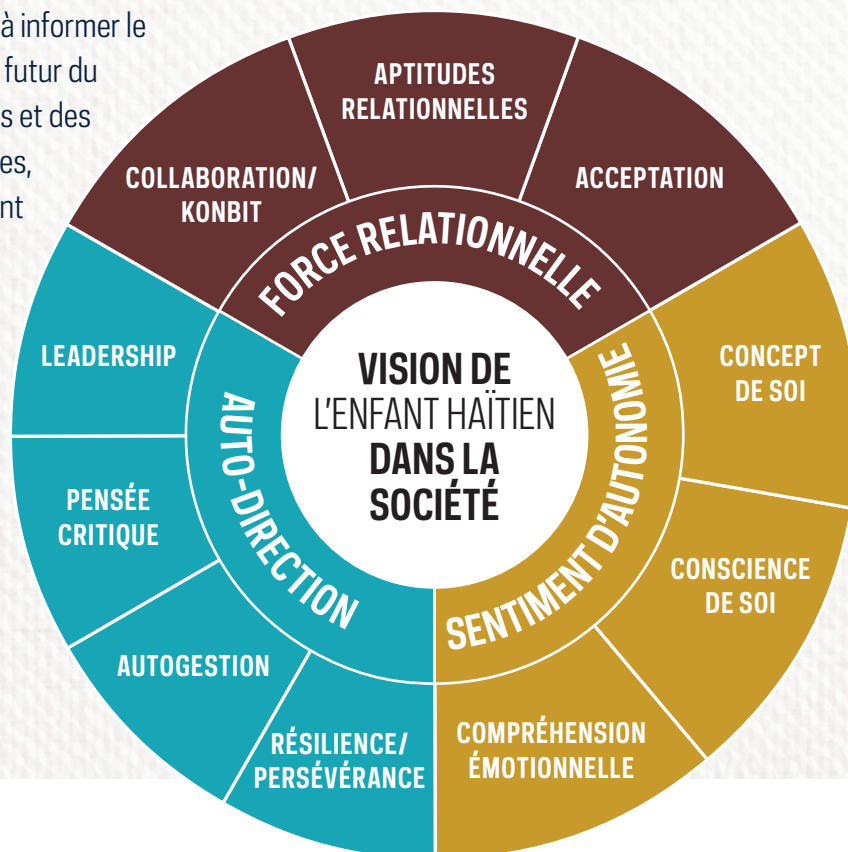 à informer le
futur du
s et des
es,
nt
APTITUDES
RELATIONNELLES
COLLABORATION/
KONBIT
ACCEPTATION
FORCE RELATIONNELLE
LEADERSHIP
CONCEPT
DE SOI
VISION DE
L'ENFANT HAÏTIEN
DANS LA
SOCIÉTÉ
AUTO-DIRECTION
SENTIMENT D'AUTONOMIE
PENSÉE
CRITIQUE
CONSCIENCE
DE SOI
AUTOGESTION
RÉSILIENCE/
PERSÉVÉRANCE
COMPRÉHENSION
ÉMOTIONNELLE